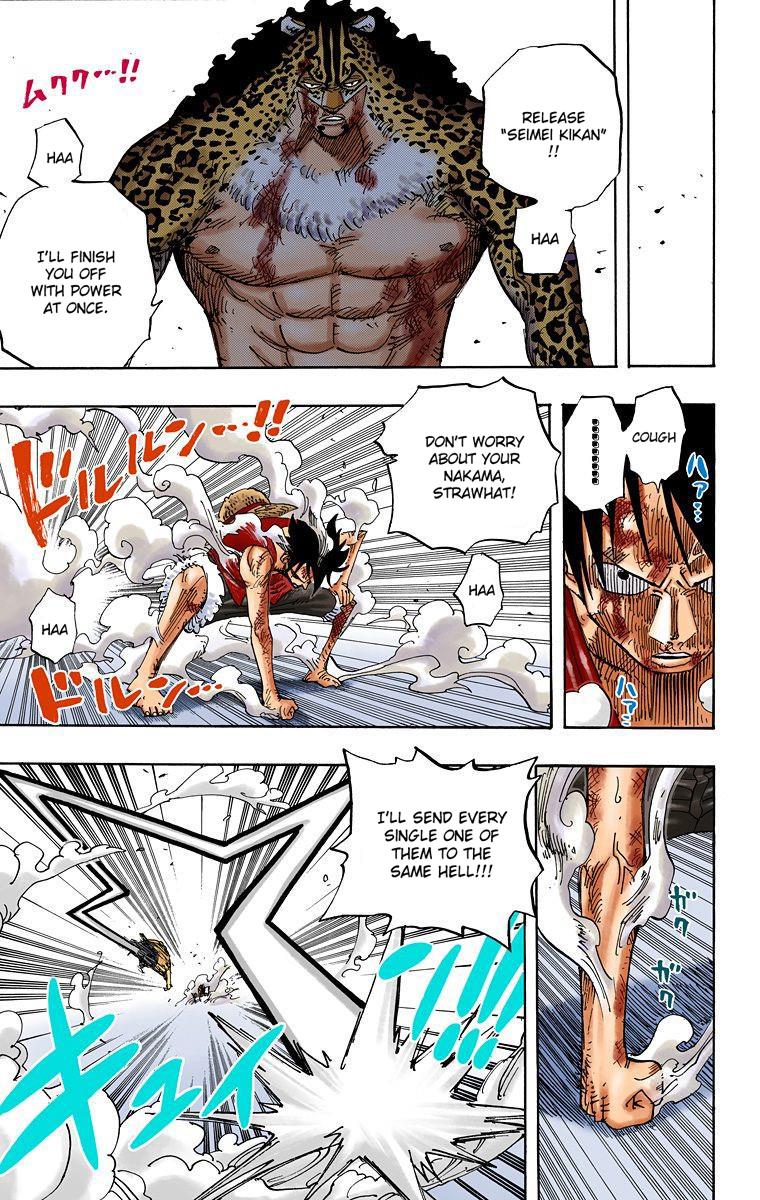 RELEASE
"SEIMEI KIKAN"
!!
HAA
ムクク…!!
HAA
I'LL FINISH
YOU OFF
WITH POWER
AT ONCE.
COUGH
ハァ…
ハァ…
DON'T WORRY
ABOUT YOUR
NAKAMA,
STRAWHAT!
HAA
ドルルン…!!
HAA
ドルルン…
ガク
ガク
I'LL SEND EVERY
SINGLE ONE OF
THEM TO THE
SAME HELL!!!
キュイ…!!